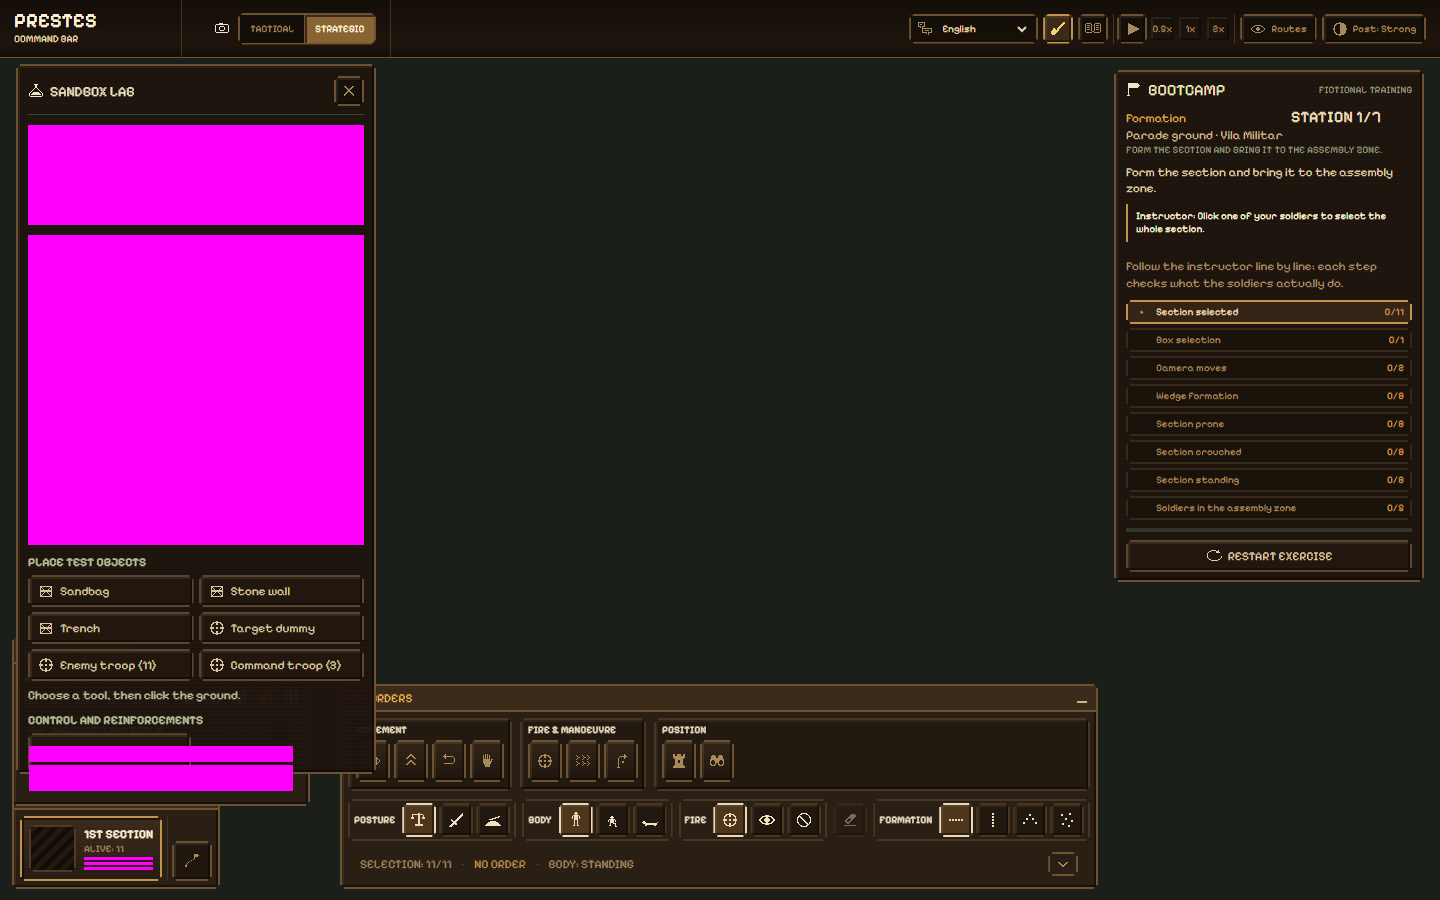 PRESTES
COMMAND BAR
TACTICAL
STRATEGIC
English
0.5x
1x
2x
Routes
Post: Strong
SANDBOX LAB
PLACE TEST OBJECTS
Sandbag
Stone wall
Trench
Target dummy
Enemy troop (11)
Command troop (3)
Choose a tool, then click the ground.
CONTROL AND REINFORCEMENTS
BOOTCAMP
FICTIONAL TRAINING
Formation
STATION 1/7
Parade ground · Vila Militar
FORM THE SECTION AND BRING IT TO THE ASSEMBLY ZONE.
Form the section and bring it to the assembly
zone.
Instructor: Click one of your soldiers to select the
whole section.
Follow the instructor line by line: each step
checks what the soldiers actually do.
Section selected 0/11
Box selection 0/1
Camera moves 0/2
Wedge formation 0/8
Section prone 0/8
Section crouched 0/8
Section standing 0/8
Soldiers in the assembly zone 0/9
RESTART EXERCISE
ORDERS
EMENT
FIRE & MANOEUVRE
POSITION
POSTURE
BODY
FIRE
FORMATION
SELECTION: 11/11 · NO ORDER · BODY: STANDING
1ST SECTION
ALIVE: 11